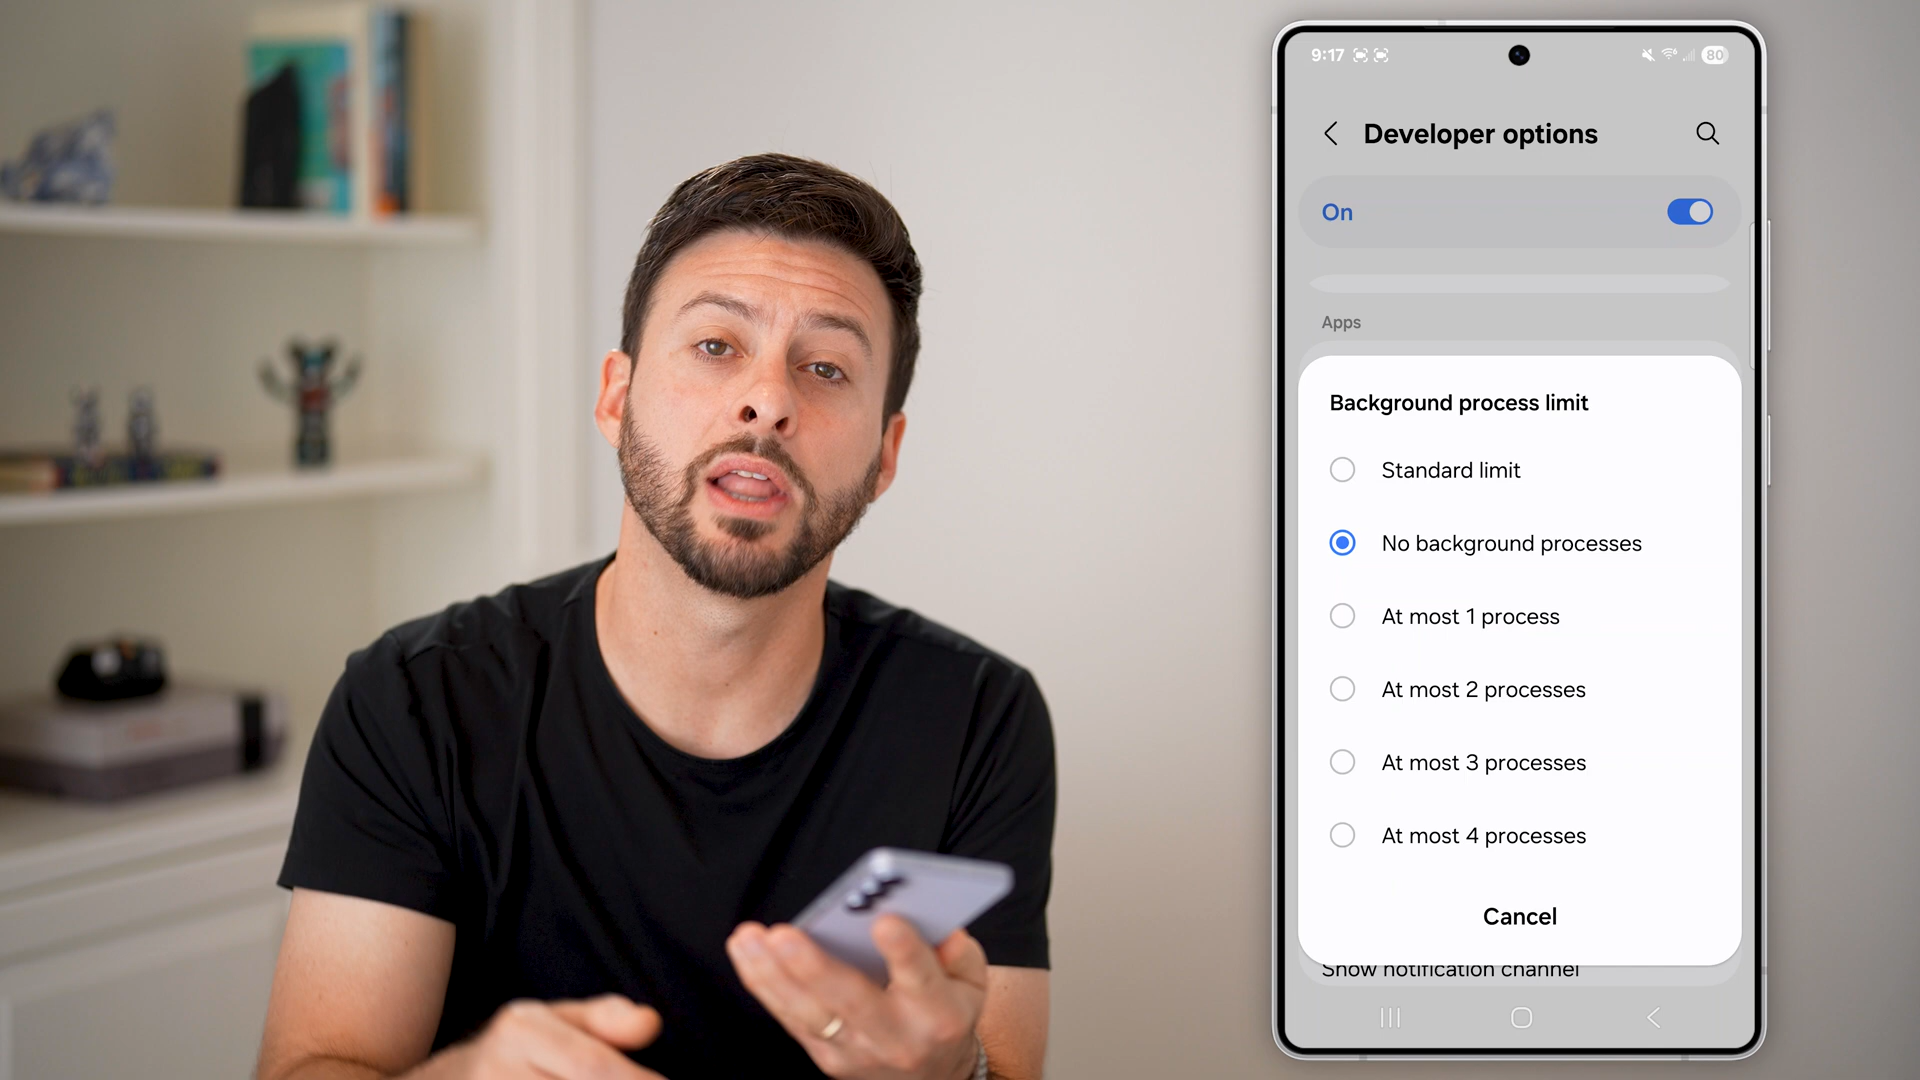 9:17
80
Developer options
On
Apps
Background process limit
Standard limit
No background processes
At most 1 process
At most 2 processes
At most 3 processes
At most 4 processes
Cancel
Show notification channel